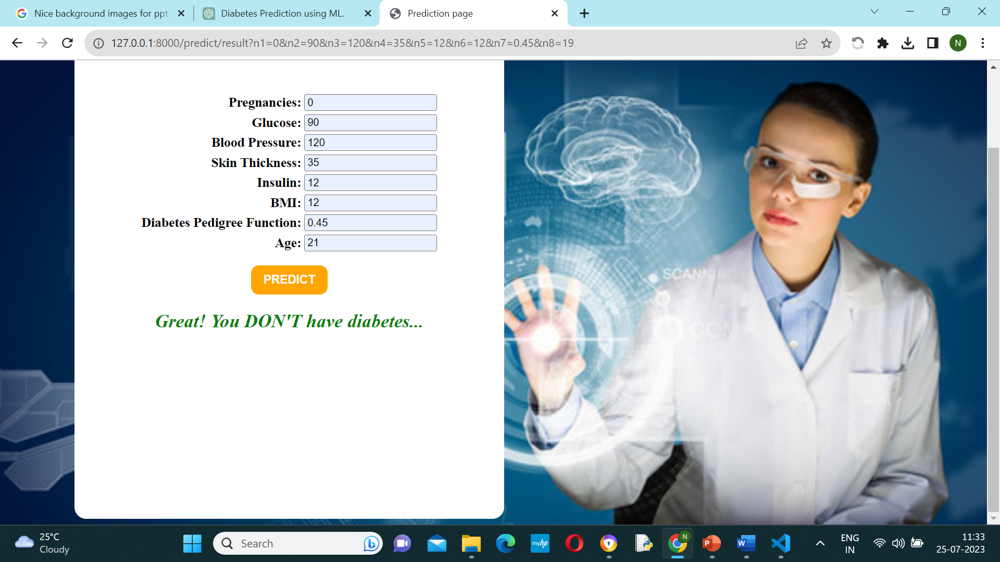 Nice background images for ppt
Diabetes Prediction using ML.
Prediction page
127.0.0.1:8000/predict/result?n1=0&n2=90&n3=120&n4=35&n5=12&n6=12&n7=0.45&n8=19
N
Pregnancies: 0
Glucose: 90
Blood Pressure: 120
Skin Thickness: 35
Insulin: 12
BMI: 12
Diabetes Pedigree Function: 0.45
Age: 21
PREDICT
Great! You DON'T have diabetes...
25°C
Cloudy
Search
myhp
N
P
W
ENG
IN
11:33
25-07-2023